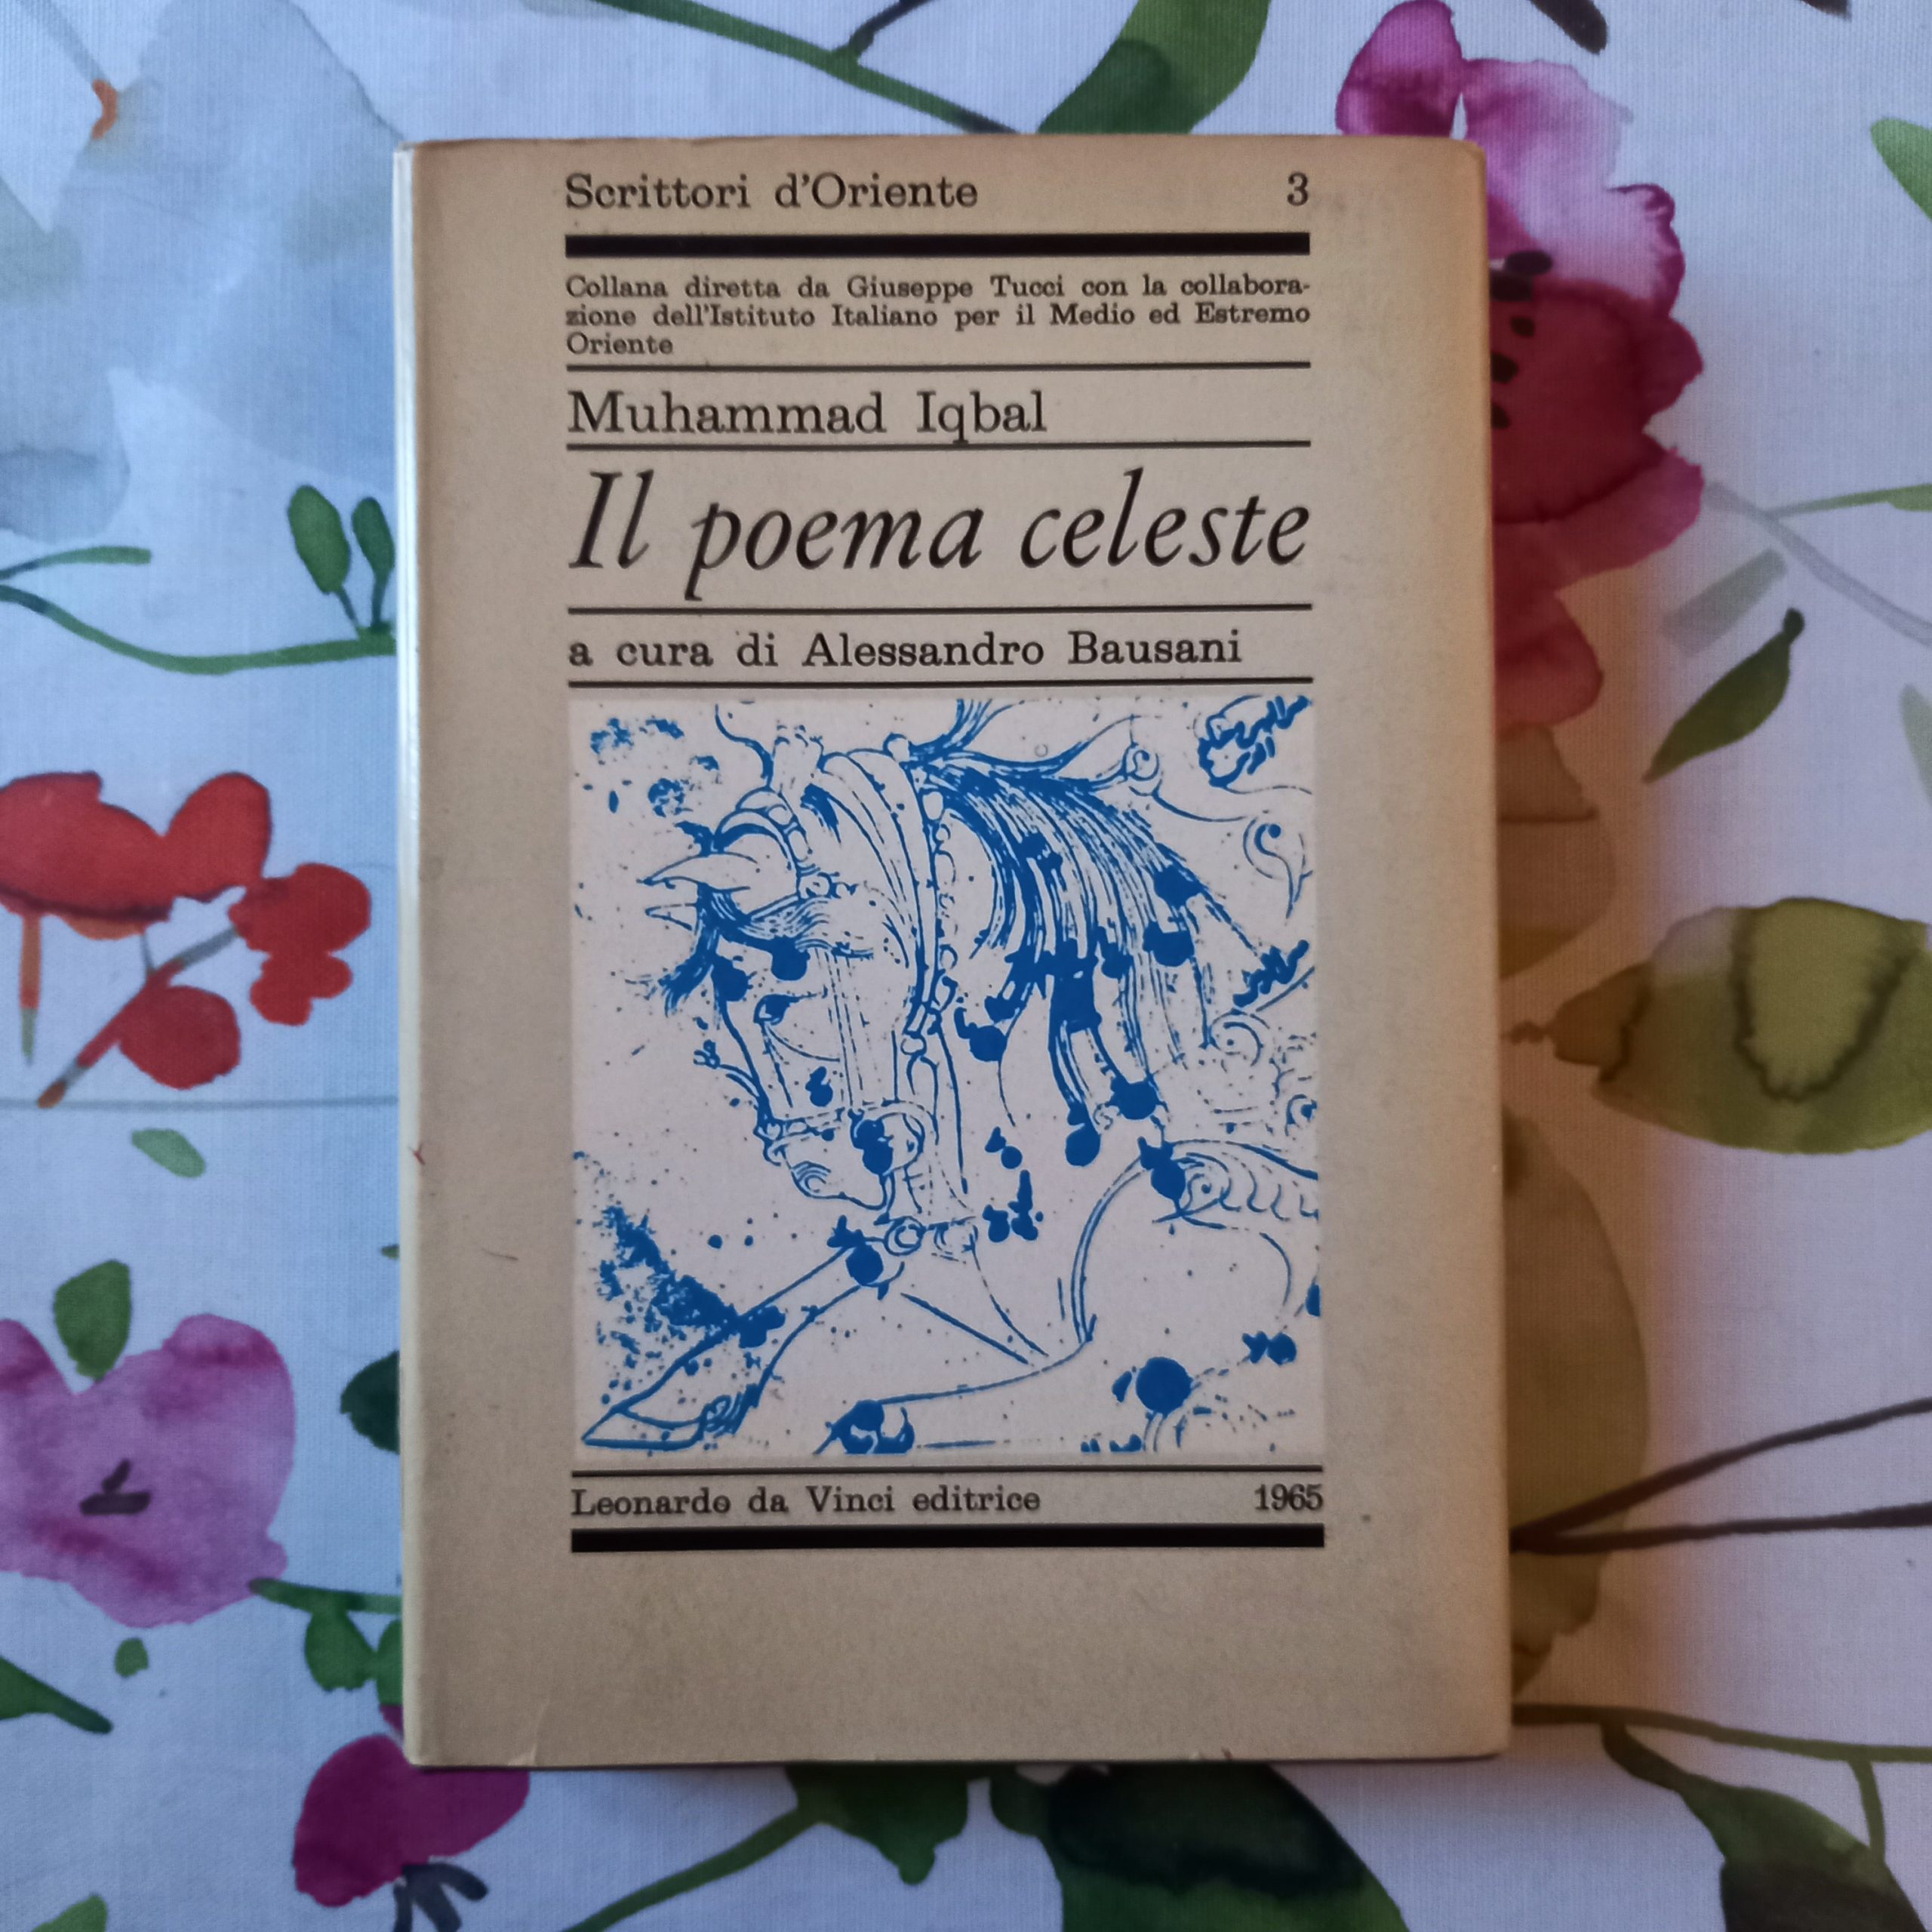 Scrittori d'Oriente 3
Collana diretta da Giuseppe Tucci con la collabora-
zione dell'Istituto Italiano per il Medio ed Estremo
Oriente
Muhammad Iqbal
Il poema celeste
a cura di Alessandro Bausani
Leonardo da Vinci editrice 1965